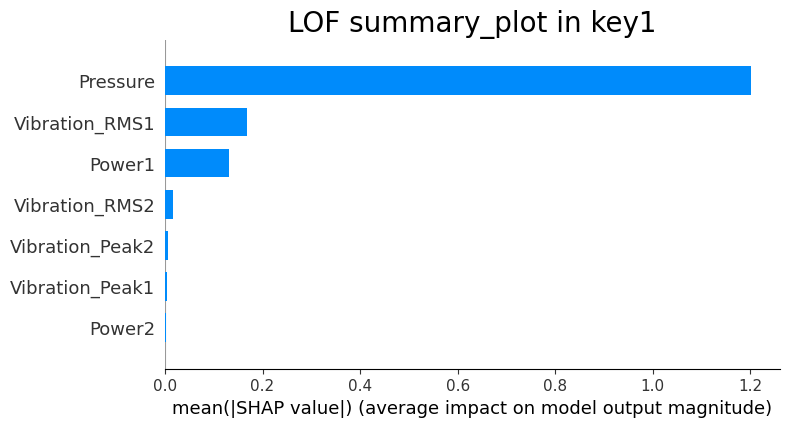 LOF summary_plot in key1
Pressure
Vibration_RMS1
Power1
Vibration_RMS2
Vibration_Peak2
Vibration_Peak1
Power2
0.0 0.2 0.4 0.6 0.8 1.0 1.2
mean(|SHAP value|) (average impact on model output magnitude)